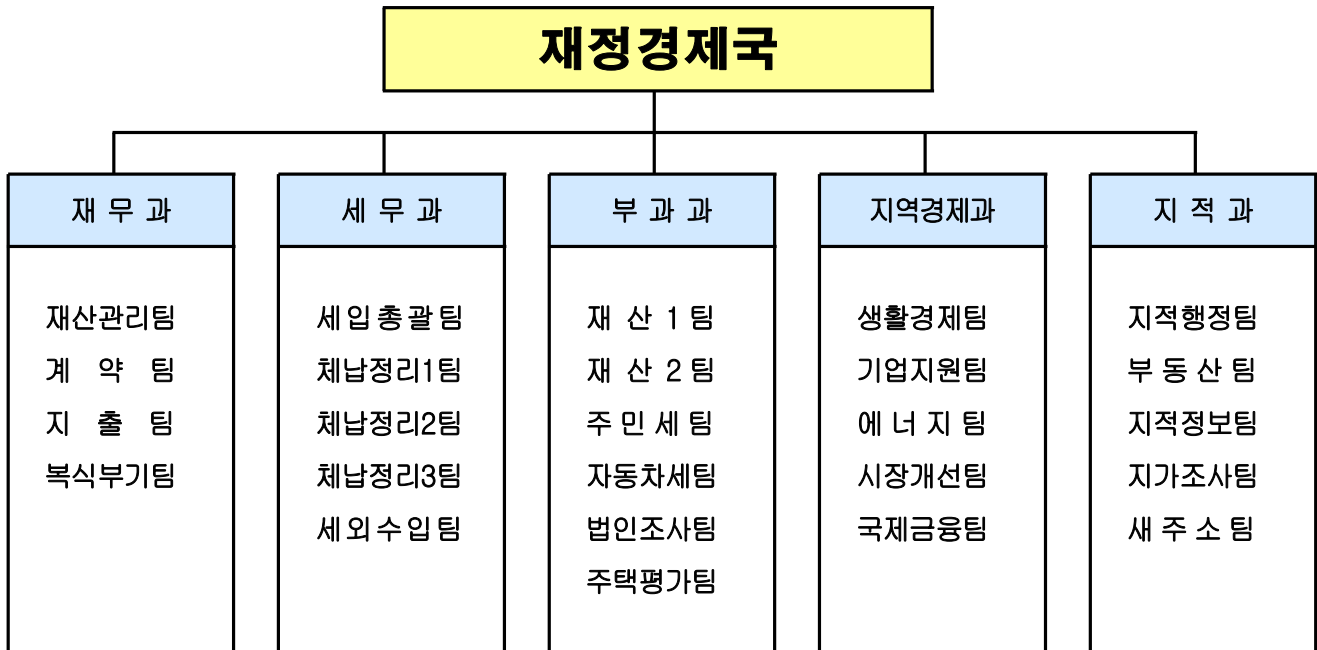 재정경제국
재 무 과
재산관리팀
계 약 팀
지 출 팀
복식부기팀
세 무 과
세입총괄팀
체납정리1팀
체납정리2팀
체납정리3팀
세외수입팀
부 과 과
재 산 1 팀
재 산 2 팀
주 민 세 팀
자동차세팀
법인조사팀
주택평가팀
지역경제과
생활경제팀
기업지원팀
에 너 지 팀
시장개선팀
국제금융팀
지 적 과
지적행정팀
부 동 산 팀
지적정보팀
지가조사팀
새 주 소 팀